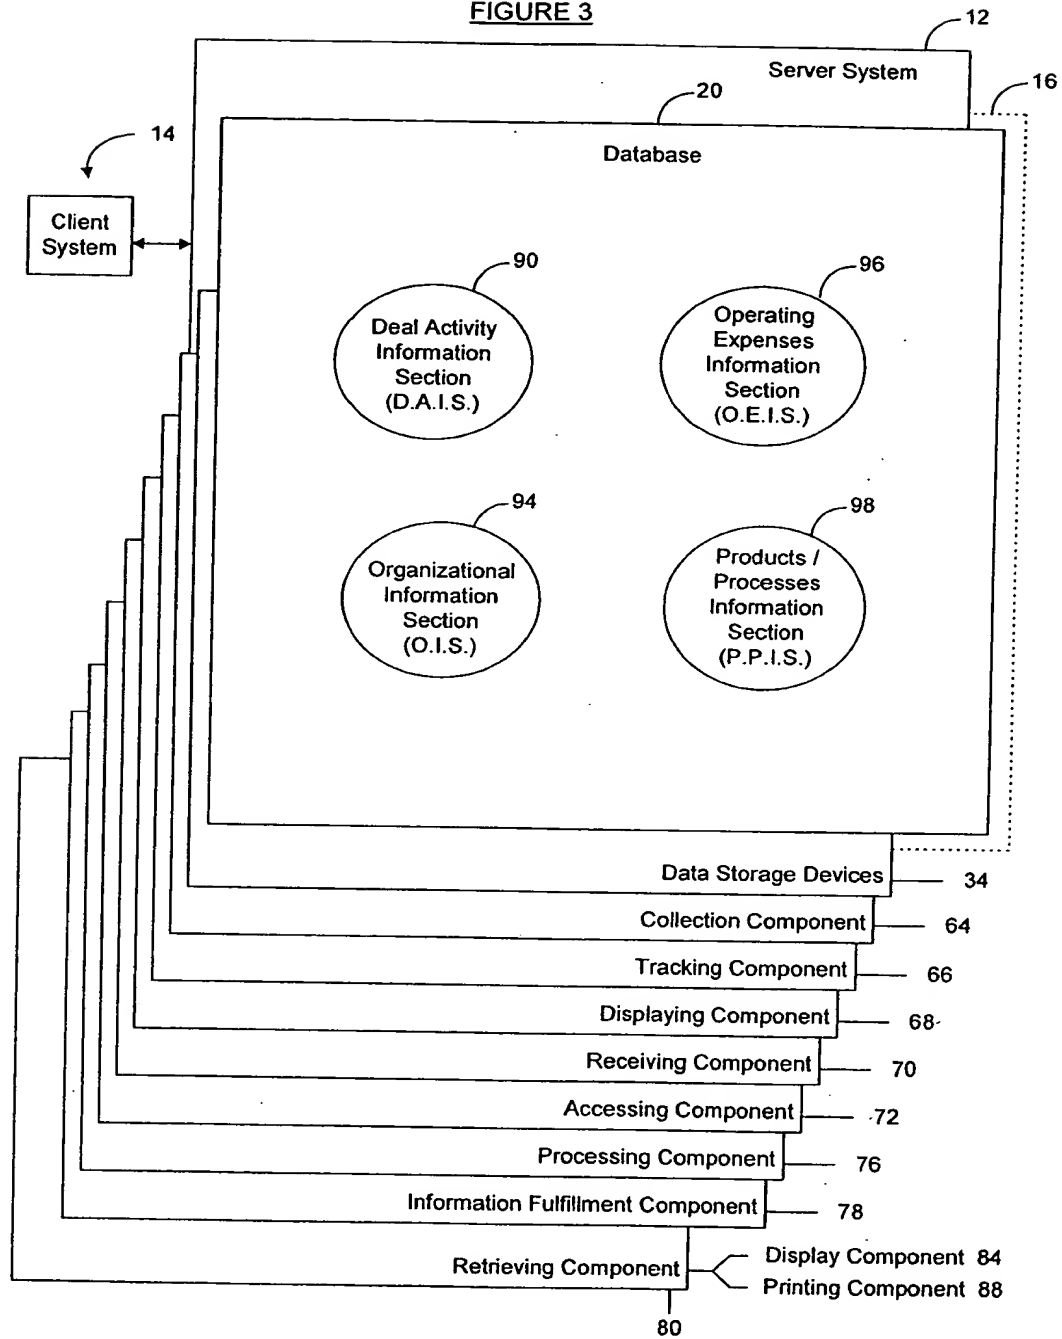 FIGURE 3
12
Server System
16
20
14
Database
Client
System
90
Deal Activity
Information
Section
(D.A.I.S.)
96
Operating
Expenses
Information
Section
(O.E.I.S.)
94
Organizational
Information
Section
(O.I.S.)
98
Products /
Processes
Information
Section
(P.P.I.S.)
Data Storage Devices 34
Collection Component 64
Tracking Component 66
Displaying Component 68
Receiving Component 70
Accessing Component 72
Processing Component 76
Information Fulfillment Component 78
Retrieving Component
Display Component 84
Printing Component 88
80